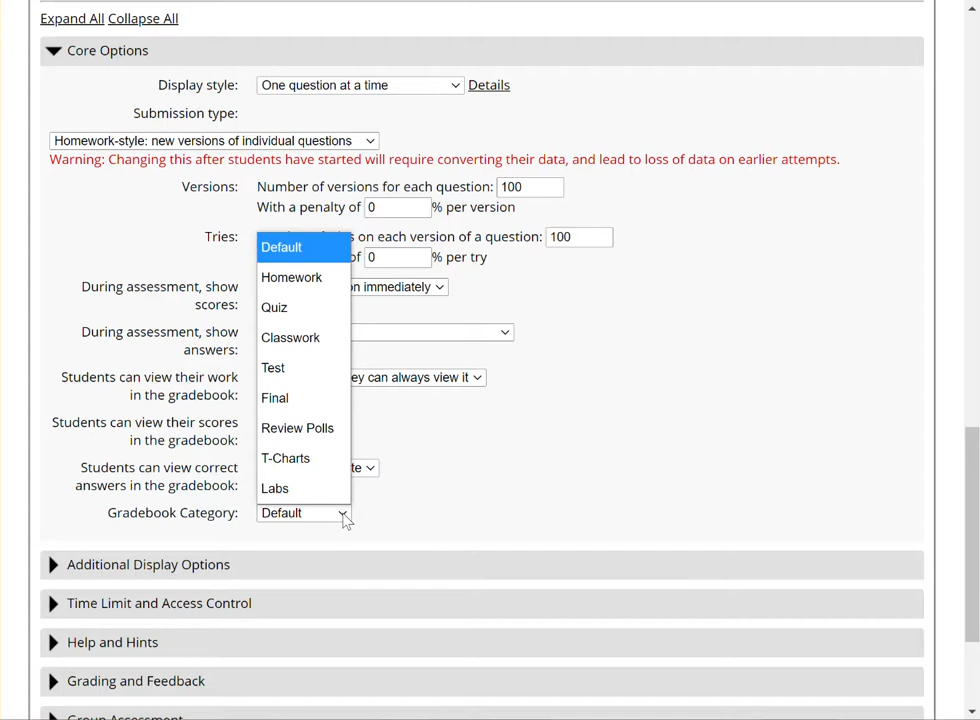 Expand All Collapse All
Core Options
Display style: One question at a time Details
Submission type:
Homework-style: new versions of individual questions
Warning: Changing this after students have started will require converting their data, and lead to loss of data on earlier attempts.
Versions: Number of versions for each question: 100
With a penalty of 0 % per version
Tries: on each version of a question: 100
of 0 % per try
Default
Homework
Quiz
Classwork
Test
Final
Review Polls
T-Charts
Labs
During assessment, show
scores:
immediately
During assessment, show
answers:
Students can view their work
in the gradebook:
can always view it
Students can view their scores
in the gradebook:
Students can view correct
answers in the gradebook:
Gradebook Category: Default
Additional Display Options
Time Limit and Access Control
Help and Hints
Grading and Feedback
Group Assessment